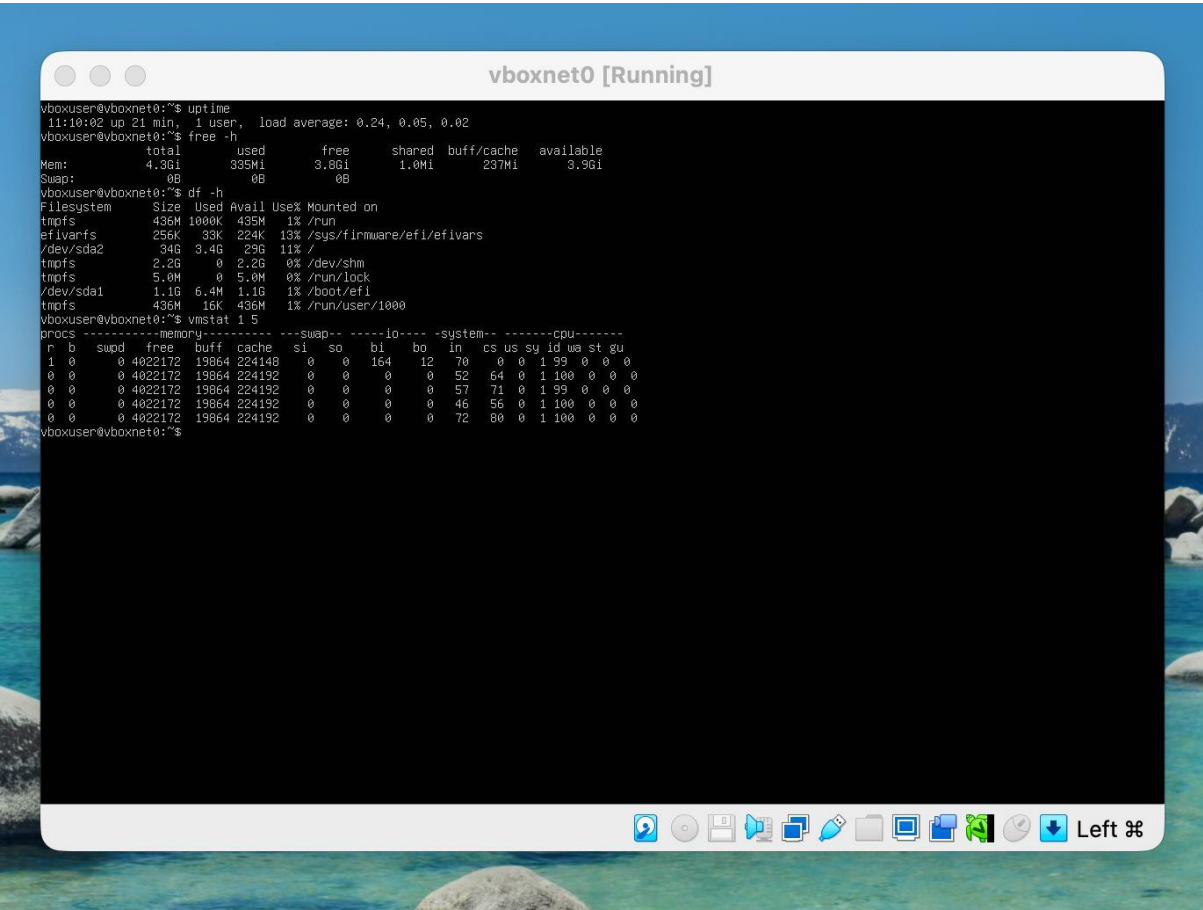 vboxnet0 [Running]
vboxuser@vboxnet0:~$ uptime
 11:10:02 up 21 min,  1 user,  load average: 0.24, 0.05, 0.02
vboxuser@vboxnet0:~$ free -h
               total        used        free      shared  buff/cache   available
Mem:           4.3Gi       335Mi       3.8Gi       1.0Mi       237Mi       3.9Gi
Swap:             0B          0B          0B
vboxuser@vboxnet0:~$ df -h
Filesystem      Size  Used Avail Use% Mounted on
tmpfs           436M 1000K  435M   1% /run
efivarfs        256K   33K  224K  13% /sys/firmware/efi/efivars
/dev/sda2        34G  3.4G   29G  11% /
tmpfs           2.2G     0  2.2G   0% /dev/shm
tmpfs           5.0M     0  5.0M   0% /run/lock
/dev/sda1       1.1G  6.4M  1.1G   1% /boot/efi
tmpfs           436M   16K  436M   1% /run/user/1000
vboxuser@vboxnet0:~$ vmstat 1 5
procs -----------memory---------- ---swap-- -----io---- -system-- -------cpu-------
 r  b   swpd   free   buff  cache   si   so    bi    bo   in   cs us sy id wa st gu
 1  0      0 4022172  19864 224148    0    0   164    12   70    0  0  1 99  0  0  0
 0  0      0 4022172  19864 224192    0    0     0     0   52   64  0  1 100  0  0  0
 0  0      0 4022172  19864 224192    0    0     0     0   57   71  0  1 99  0  0  0
 0  0      0 4022172  19864 224192    0    0     0     0   46   56  0  1 100  0  0  0
 0  0      0 4022172  19864 224192    0    0     0     0   72   80  0  1 100  0  0  0
vboxuser@vboxnet0:~$
Left ⌘